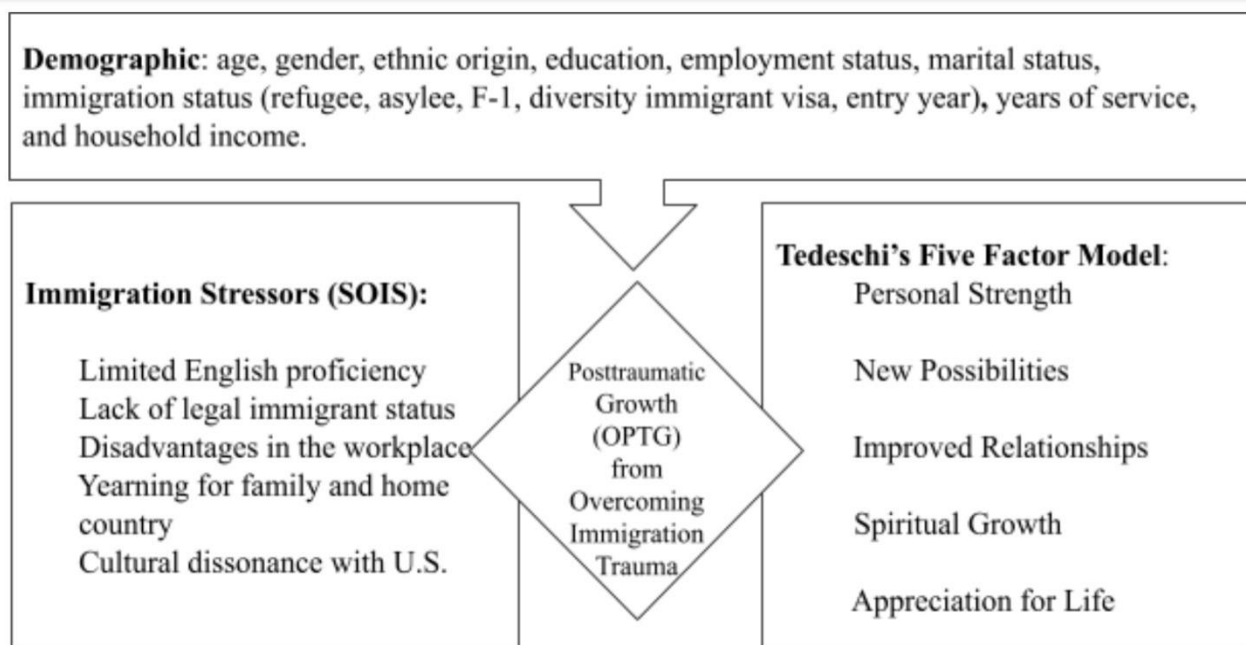 Demographic: age, gender, ethnic origin, education, employment status, marital status,
immigration status (refugee, asylee, F-1, diversity immigrant visa, entry year), years of service,
and household income.
Immigration Stressors (SOIS):
Limited English proficiency
Lack of legal immigrant status
Disadvantages in the workplace
Yearning for family and home
country
Cultural dissonance with U.S.
Posttraumatic
Growth
(OPTG)
from
Overcoming
Immigration
Trauma
Tedeschi’s Five Factor Model:
Personal Strength
New Possibilities
Improved Relationships
Spiritual Growth
Appreciation for Life